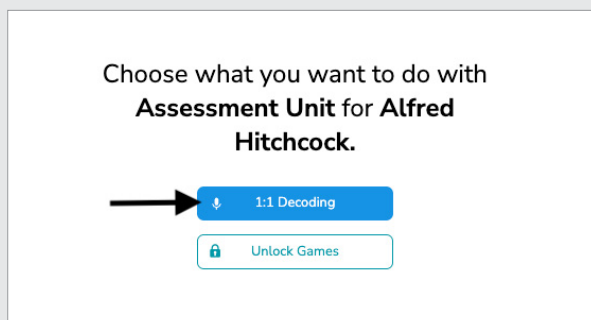 Choose what you want to do with
Assessment Unit for Alfred
Hitchcock.
1:1 Decoding
Unlock Games